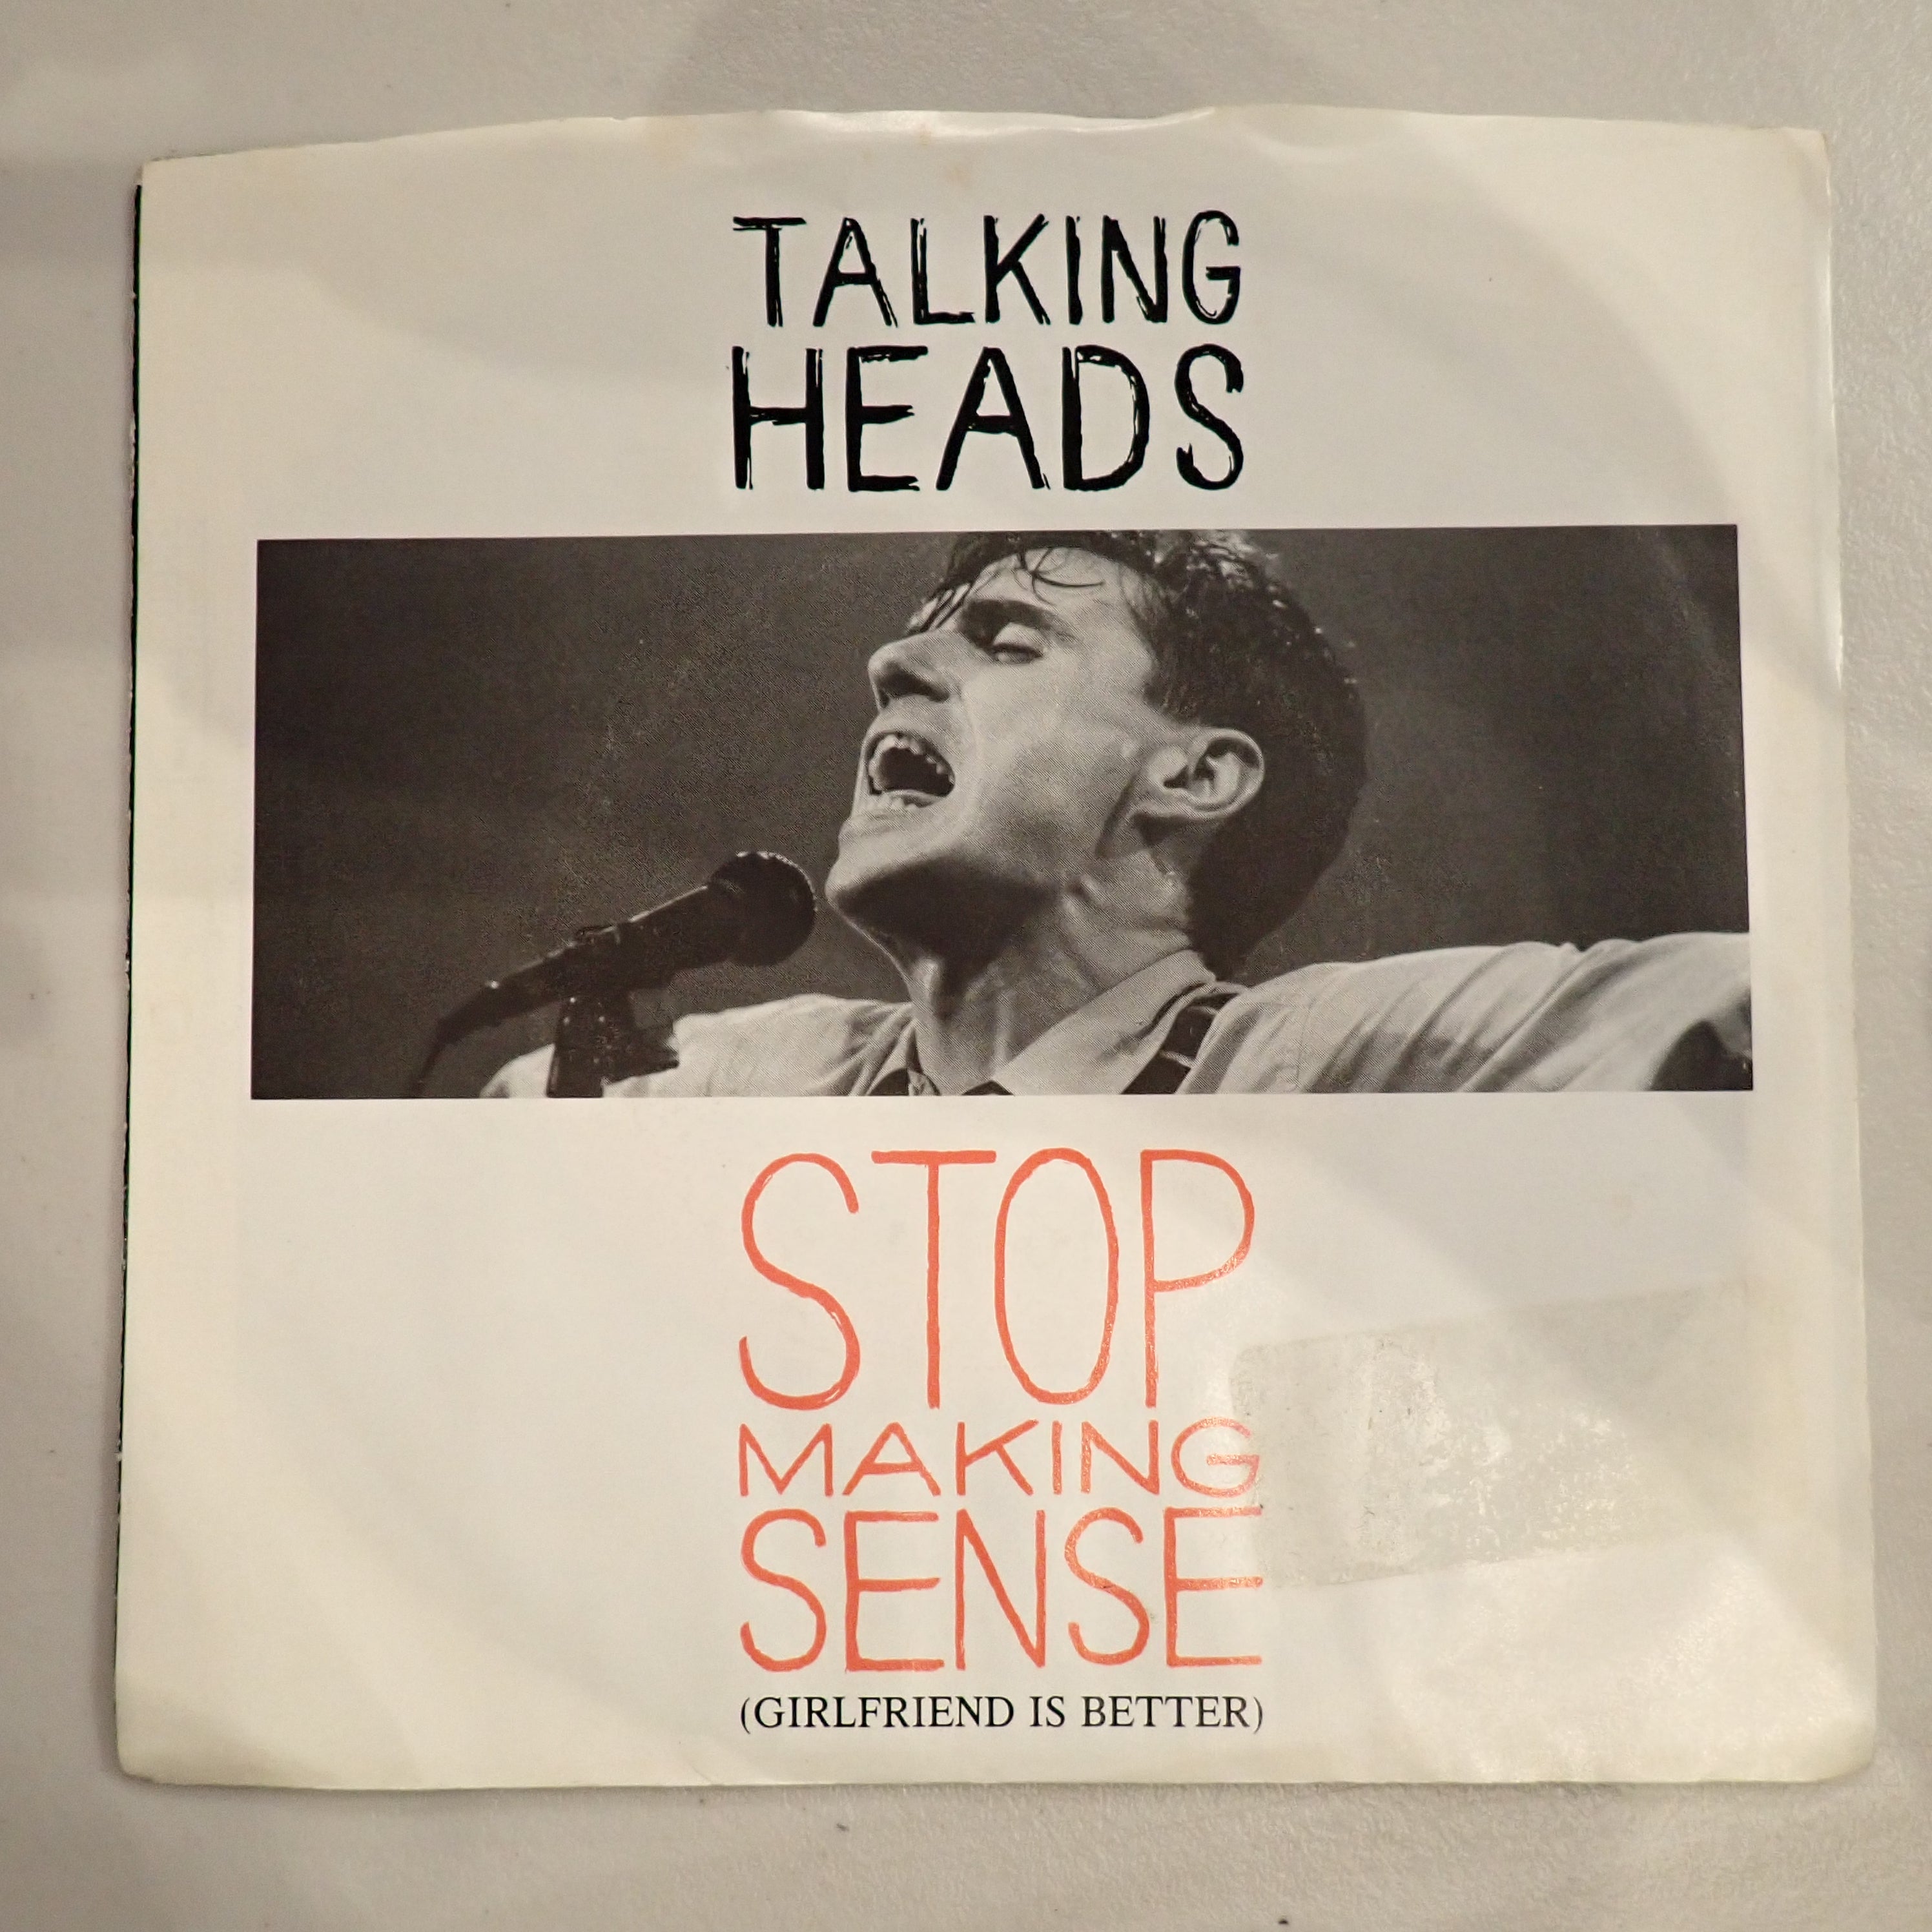 TALKING
HEADS
STOP
MAKING
SENSE
(GIRLFRIEND IS BETTER)